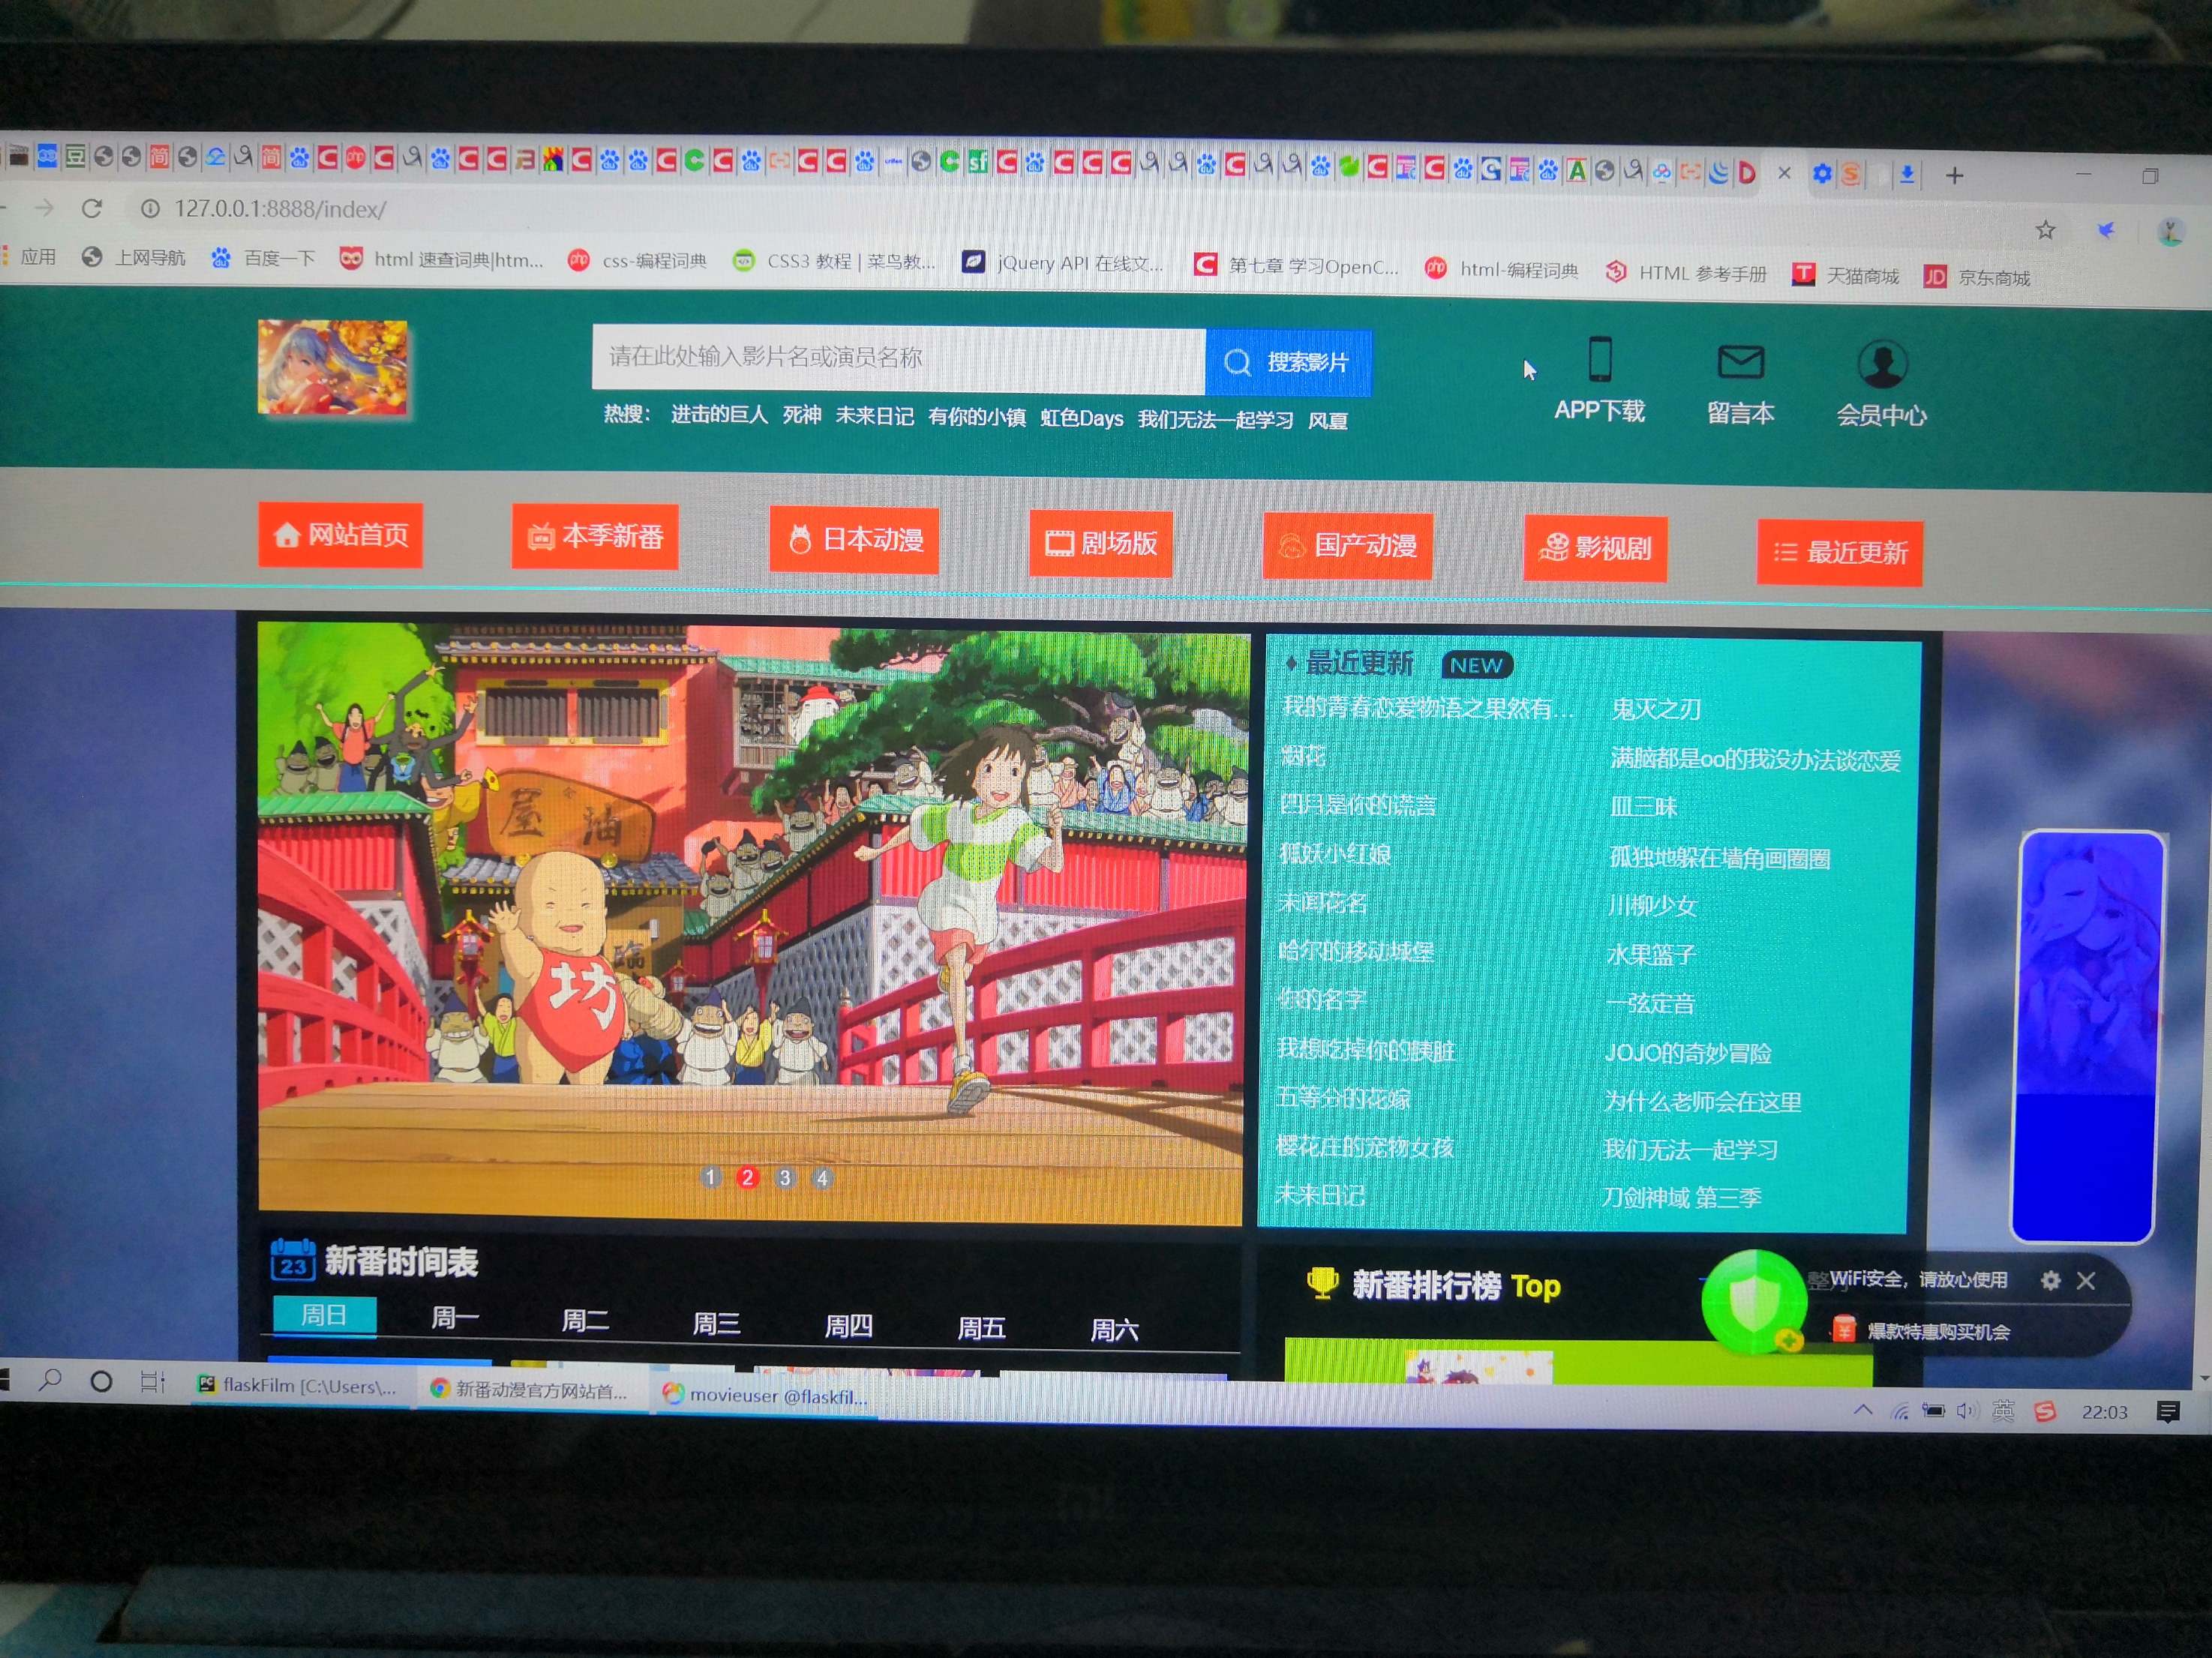 127.0.0.1:8888/index/
应用 上网导航 百度一下 html 速查词典|htm... css-编程词典 CSS3 教程 | 菜鸟教... jQuery API 在线文... 第七章 学习OpenC... html-编程词典 HTML 参考手册 天猫商城 京东商城
请在此处输入影片名或演员名称 搜索影片
热搜: 进击的巨人 死神 未来日记 有你的小镇 虹色Days 我们无法一起学习 风夏
APP下载 留言本 会员中心
网站首页 本季新番 日本动漫 剧场版 国产动漫 影视剧 最近更新
♦ 最近更新 NEW
我的青春恋爱物语之果然有... 鬼灭之刃
烟花 满脑都是oo的我没办法谈恋爱
四月是你的谎言 皿三昧
狐妖小红娘 孤独地躲在墙角画圈圈
未闻花名 川柳少女
哈尔的移动城堡 水果篮子
你的名字 一弦定音
我想吃掉你的胰脏 JOJO的奇妙冒险
五等分的花嫁 为什么老师会在这里
樱花庄的宠物女孩 我们无法一起学习
未来日记 刀剑神域 第三季
屋 油
坊
1 2 3 4
23 新番时间表
周日 周一 周二 周三 周四 周五 周六
新番排行榜 Top
WiFi安全，请放心使用
爆款特惠购买机会
flaskFilm [C:\Users\... 新番动漫官方网站首... movieuser @flaskfil...
英 22:03